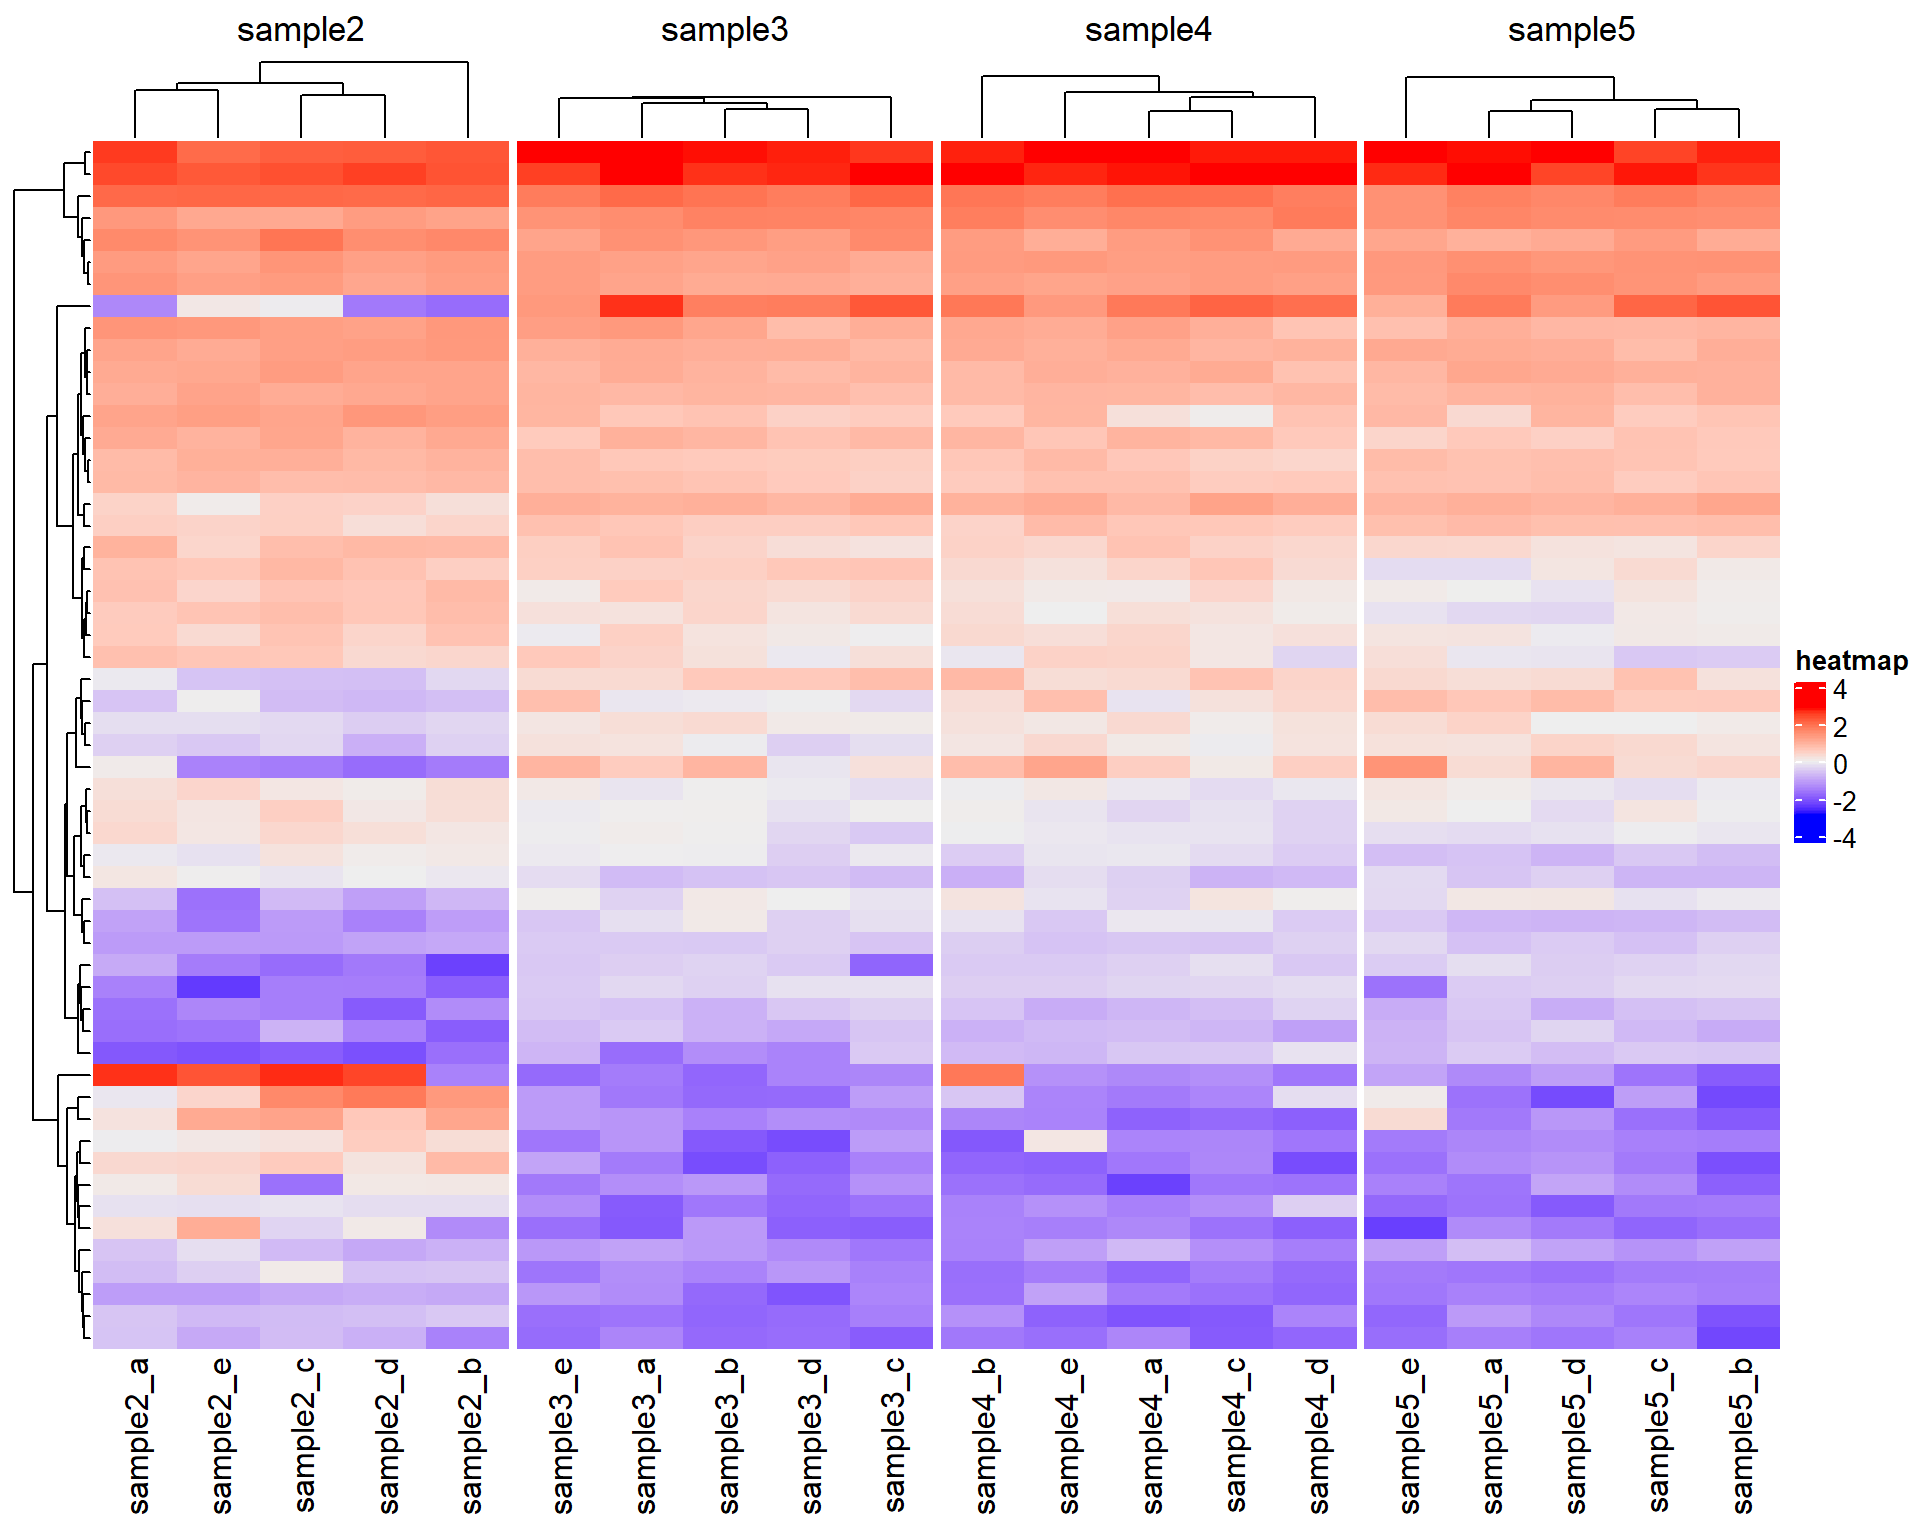 sample2 sample3 sample4 sample5
heatmap
4
2
0
-2
-4
sample2_a
sample2_e
sample2_c
sample2_d
sample2_b
sample3_e
sample3_a
sample3_b
sample3_d
sample3_c
sample4_b
sample4_e
sample4_a
sample4_c
sample4_d
sample5_e
sample5_a
sample5_d
sample5_c
sample5_b